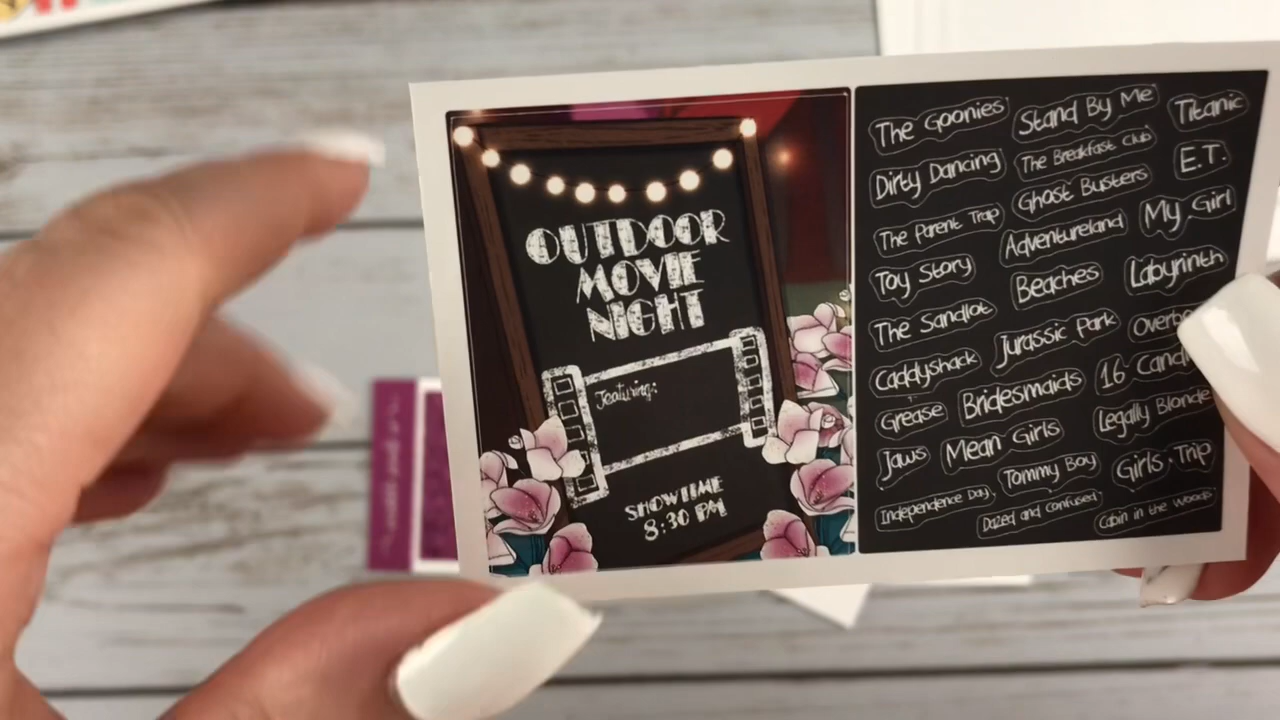 OUTDOOR
MOVIE
NIGHT
Featuring:
SHOWTIME
8:30 PM
The Goonies
Stand By Me
Titanic
Dirty Dancing
The Breakfast Club
E.T.
Ghost Busters
The Parent Trap
Adventureland
My Girl
Toy Story
Beaches
Labyrinth
The Sandlot
Jurassic Park
Caddyshack
16
Grease
Bridesmaids
Legally Blonde
Jaws
Mean Girls
Tommy Boy
Girls Trip
Independence Day
Dazed and Confused
Cabin in the Woods